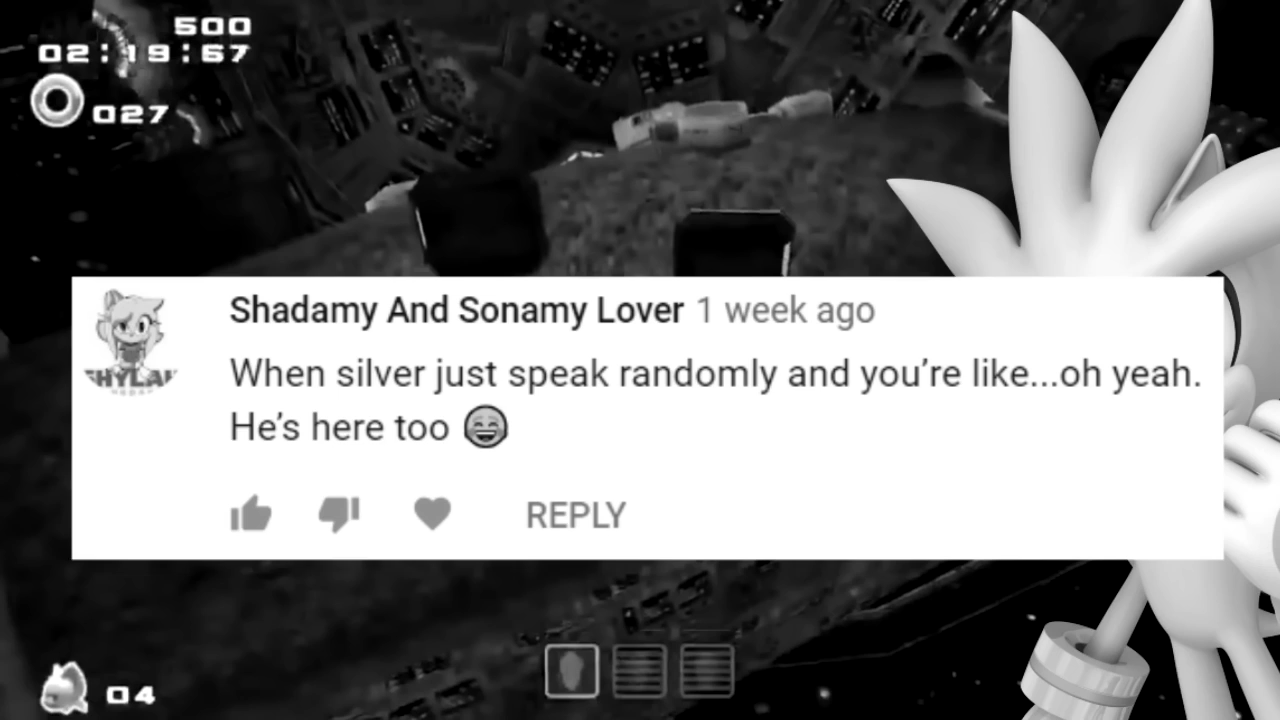 500
02:19:57
027
Shadamy And Sonamy Lover 1 week ago
When silver just speak randomly and you're like...oh yeah.
He's here too 😄
REPLY
04